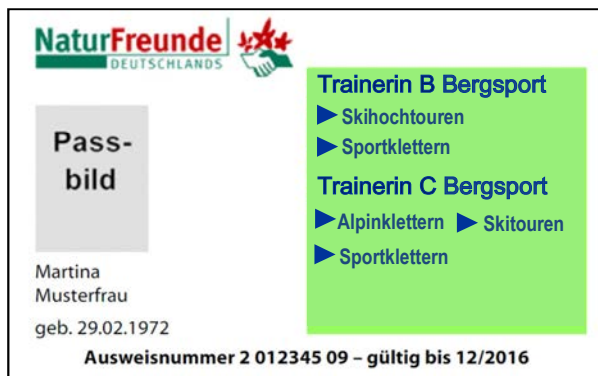 NaturFreunde
DEUTSCHLANDS
Pass-
bild
Martina
Musterfrau
geb. 29.02.1972
Trainerin B Bergsport
Skihochtouren
Sportklettern
Trainerin C Bergsport
Alpinklettern Skitouren
Sportklettern
Ausweisnummer 2 012345 09 – gültig bis 12/2016